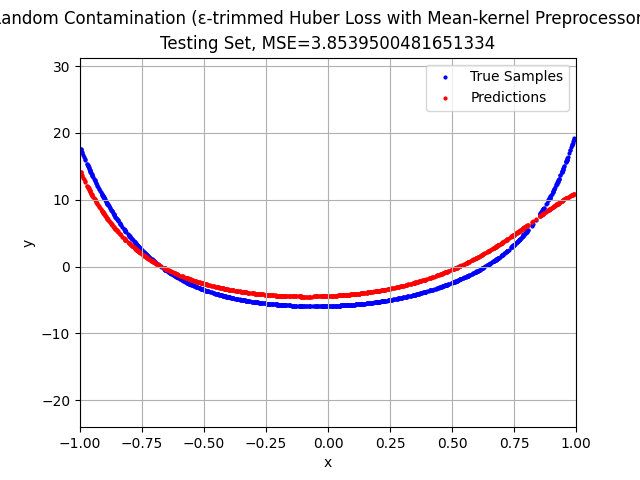 Random Contamination (ε-trimmed Huber Loss with Mean-kernel Preprocessor
Testing Set, MSE=3.8539500481651334
True Samples
Predictions
30
20
10
0
−10
−20
y
−1.00 −0.75 −0.50 −0.25 0.00 0.25 0.50 0.75 1.00
x